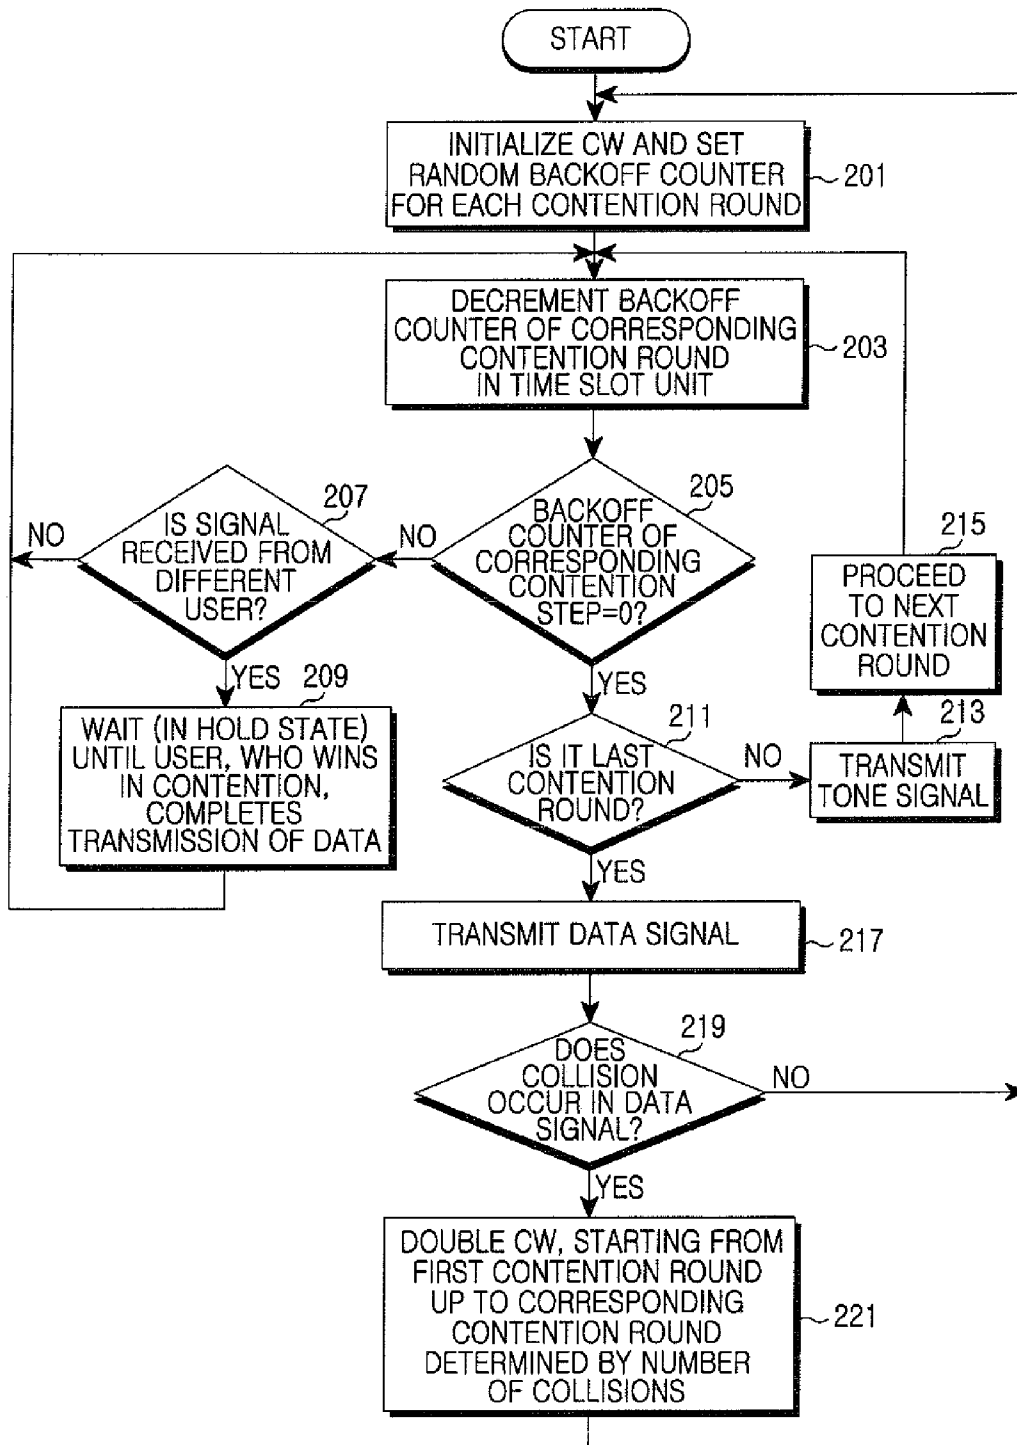 START
INITIALIZE CW AND SET
RANDOM BACKOFF COUNTER
FOR EACH CONTENTION ROUND
201
DECREMENT BACKOFF
COUNTER OF CORRESPONDING
CONTENTION ROUND
IN TIME SLOT UNIT
203
BACKOFF
COUNTER OF
CORRESPONDING
CONTENTION
STEP=0?
205
NO
IS SIGNAL
RECEIVED FROM
DIFFERENT
USER?
207
NO
YES
WAIT (IN HOLD STATE)
UNTIL USER, WHO WINS
IN CONTENTION,
COMPLETES
TRANSMISSION OF DATA
209
YES
IS IT LAST
CONTENTION
ROUND?
211
NO
TRANSMIT
TONE SIGNAL
213
PROCEED
TO NEXT
CONTENTION
ROUND
215
YES
TRANSMIT DATA SIGNAL
217
DOES
COLLISION
OCCUR IN DATA
SIGNAL?
219
NO
YES
DOUBLE CW, STARTING FROM
FIRST CONTENTION ROUND
UP TO CORRESPONDING
CONTENTION ROUND
DETERMINED BY NUMBER
OF COLLISIONS
221